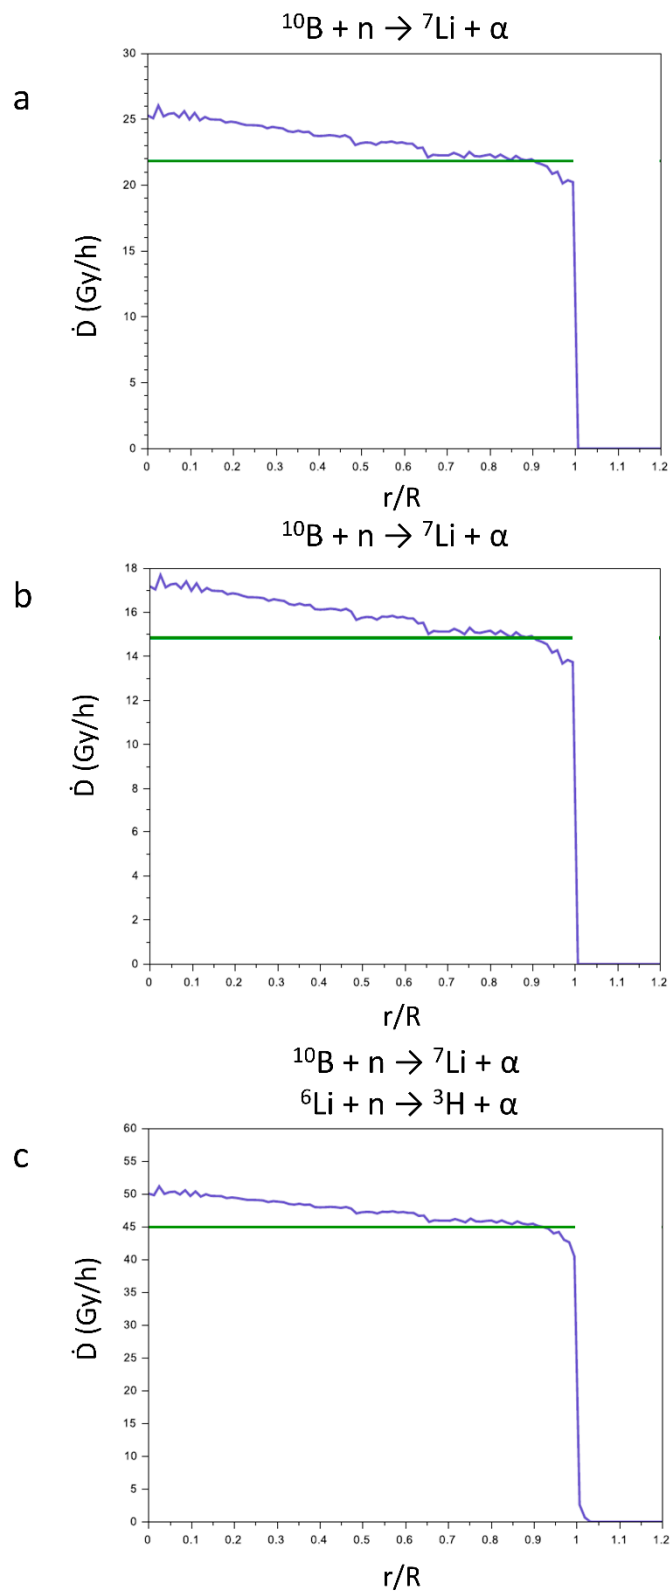 ¹⁰B + n → ⁷Li + α
a
30
25
20
15
10
5
0
Ḋ (Gy/h)
0 0.1 0.2 0.3 0.4 0.5 0.6 0.7 0.8 0.9 1 1.1 1.2
r/R
¹⁰B + n → ⁷Li + α
b
18
16
14
12
10
8
6
4
2
0
Ḋ (Gy/h)
0 0.1 0.2 0.3 0.4 0.5 0.6 0.7 0.8 0.9 1 1.1 1.2
r/R
¹⁰B + n → ⁷Li + α
⁶Li + n → ³H + α
c
60
55
50
45
40
35
30
25
20
15
10
5
0
Ḋ (Gy/h)
0 0.1 0.2 0.3 0.4 0.5 0.6 0.7 0.8 0.9 1 1.1 1.2
r/R